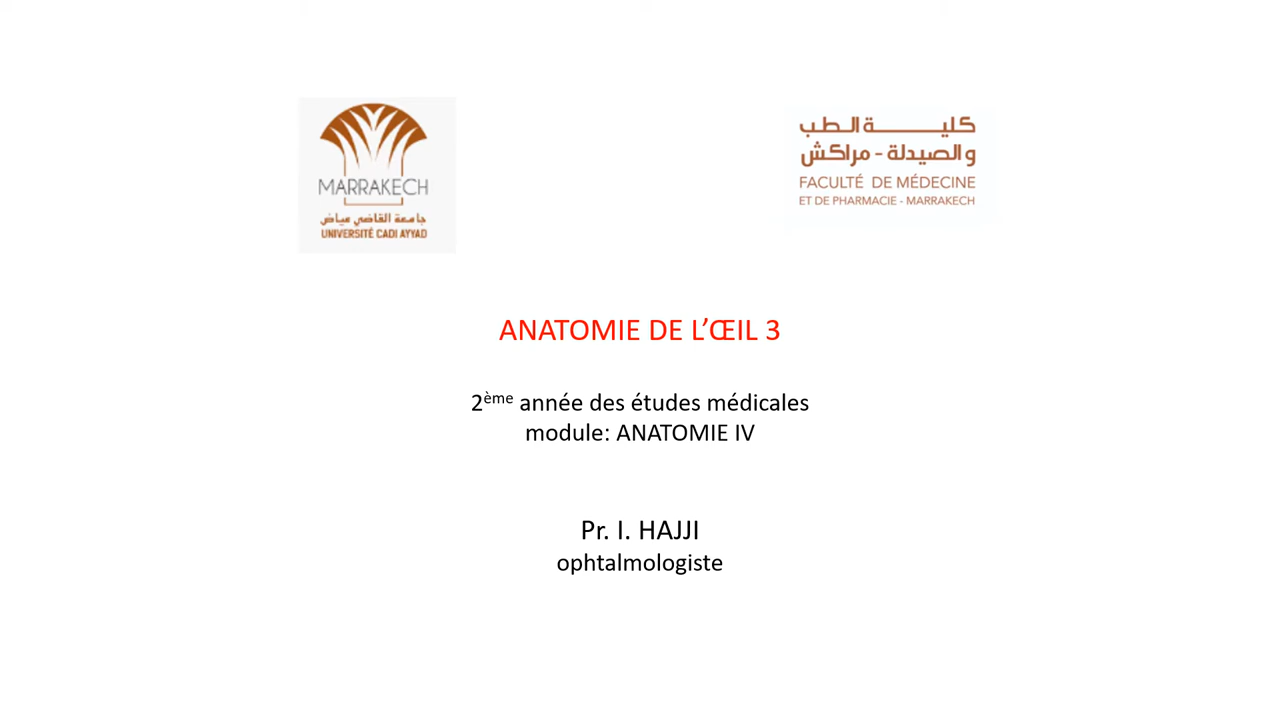 MARRAKECH
جامعة القاضي عياض
UNIVERSITÉ CADI AYYAD
كلية الطب
والصيدلة - مراكش
FACULTÉ DE MÉDECINE
ET DE PHARMACIE - MARRAKECH
ANATOMIE DE L’ŒIL 3
2ème année des études médicales
module: ANATOMIE IV
Pr. I. HAJJI
ophtalmologiste